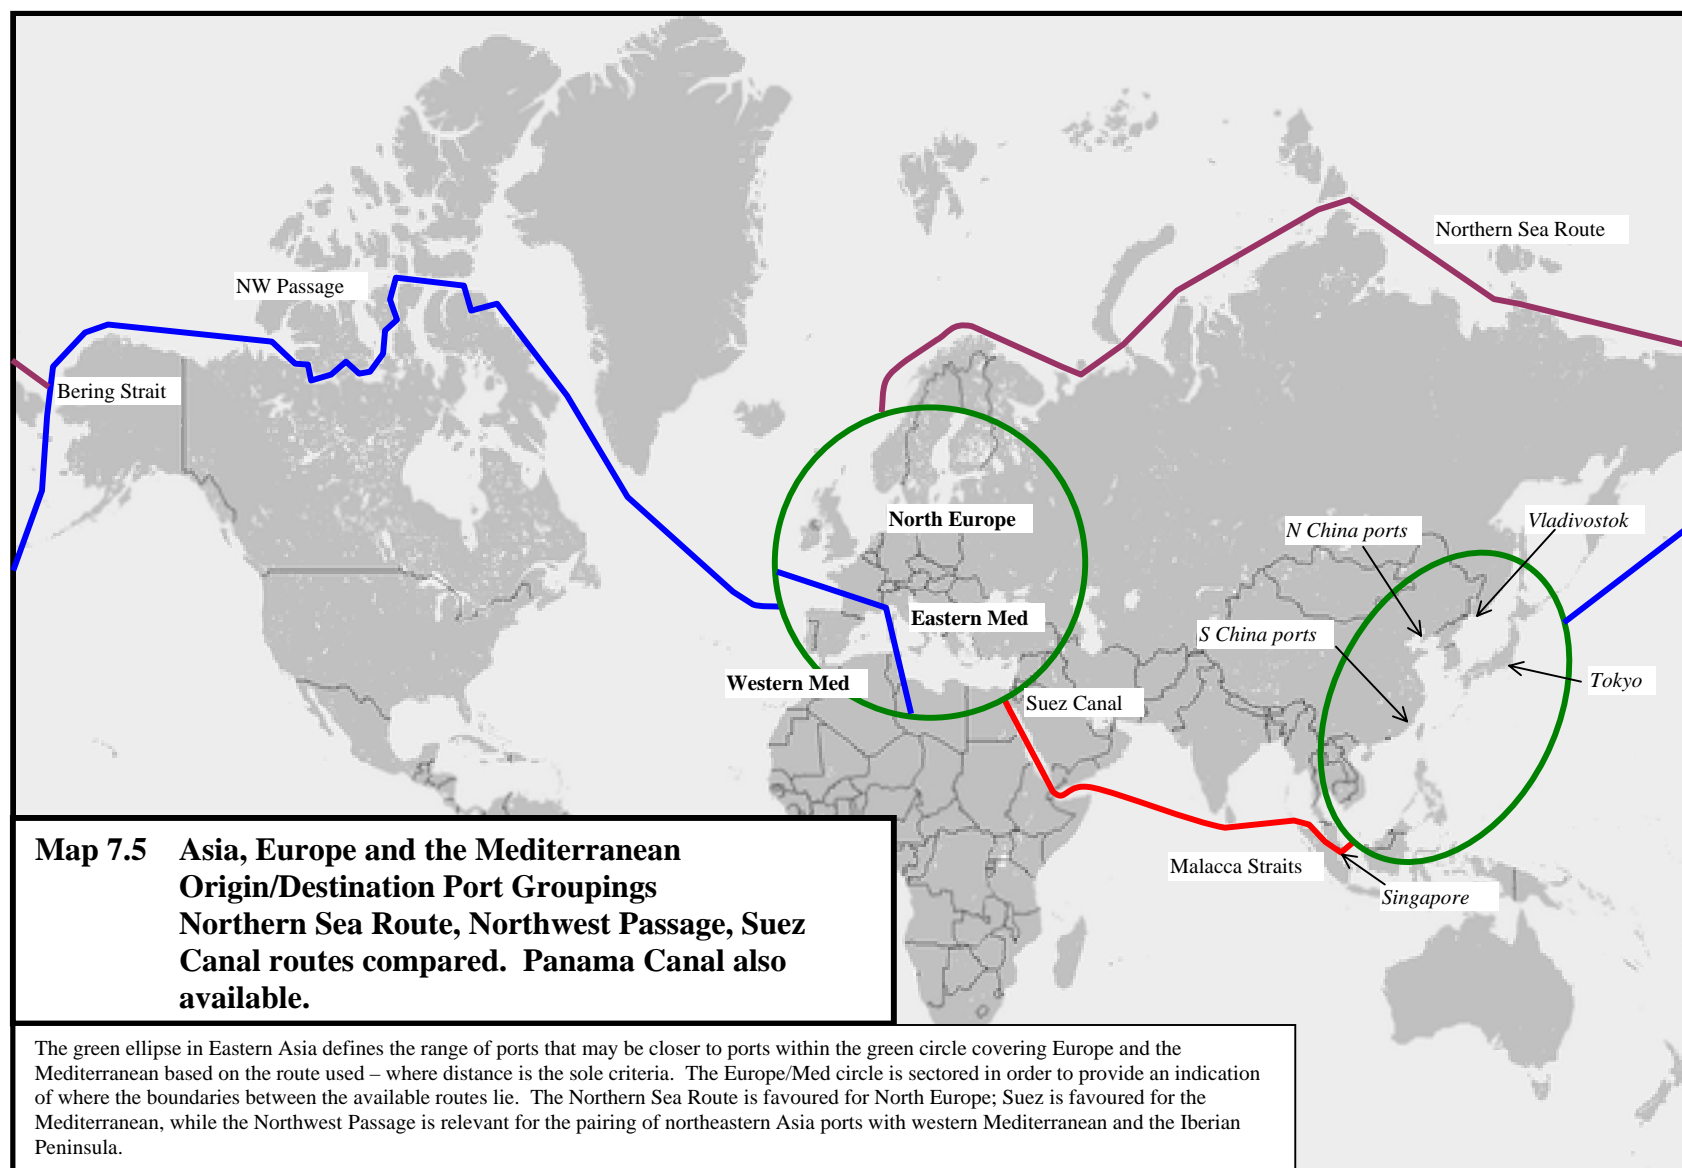 Northern Sea Route
NW Passage
Bering Strait
North Europe
N China ports
Vladivostok
Eastern Med
S China ports
Western Med
Suez Canal
Tokyo
Malacca Straits
Singapore
Map 7.5 Asia, Europe and the Mediterranean
Origin/Destination Port Groupings
Northern Sea Route, Northwest Passage, Suez
Canal routes compared. Panama Canal also
available.
The green ellipse in Eastern Asia defines the range of ports that may be closer to ports within the green circle covering Europe and the
Mediterranean based on the route used – where distance is the sole criteria. The Europe/Med circle is sectored in order to provide an indication
of where the boundaries between the available routes lie. The Northern Sea Route is favoured for North Europe; Suez is favoured for the
Mediterranean, while the Northwest Passage is relevant for the pairing of northeastern Asia ports with western Mediterranean and the Iberian
Peninsula.